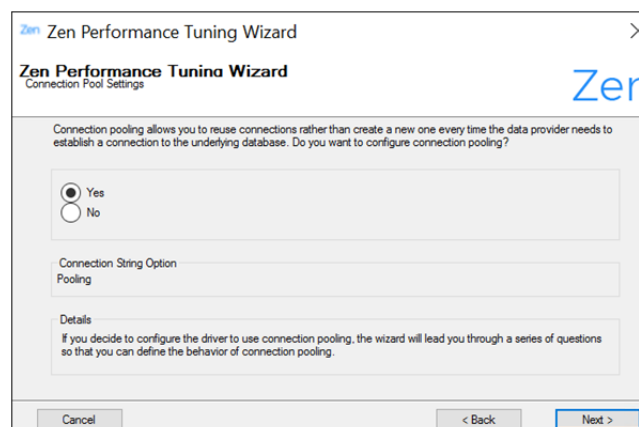 Zen Zen Performance Tuning Wizard
Zen Performance Tuning Wizard
Connection Pool Settings
Zen
Connection pooling allows you to reuse connections rather than create a new one every time the data provider needs to
establish a connection to the underlying database. Do you want to configure connection pooling?
Yes
No
Connection String Option
Pooling
Details
If you decide to configure the driver to use connection pooling, the wizard will lead you through a series of questions
so that you can define the behavior of connection pooling.
Cancel
< Back
Next >